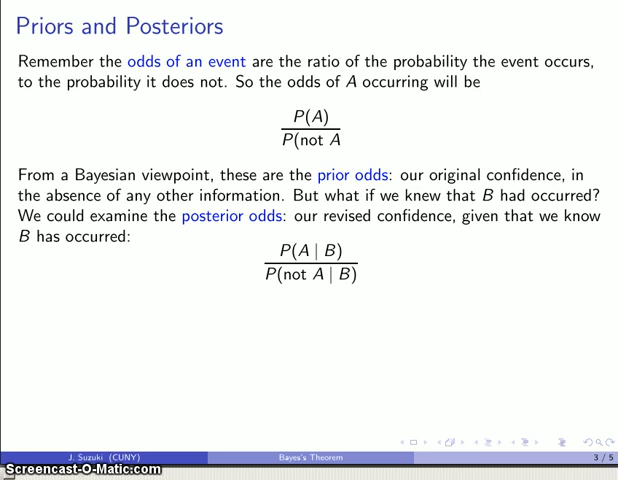 Priors and Posteriors
Remember the odds of an event are the ratio of the probability the event occurs,
to the probability it does not. So the odds of A occurring will be
P(A)
P(not A
From a Bayesian viewpoint, these are the prior odds: our original confidence, in
the absence of any other information. But what if we knew that B had occurred?
We could examine the posterior odds: our revised confidence, given that we know
B has occurred:
P(A | B)
P(not A | B)
J. Suzuki (CUNY)
Bayes's Theorem
3 / 5
Screencast-O-Matic.com